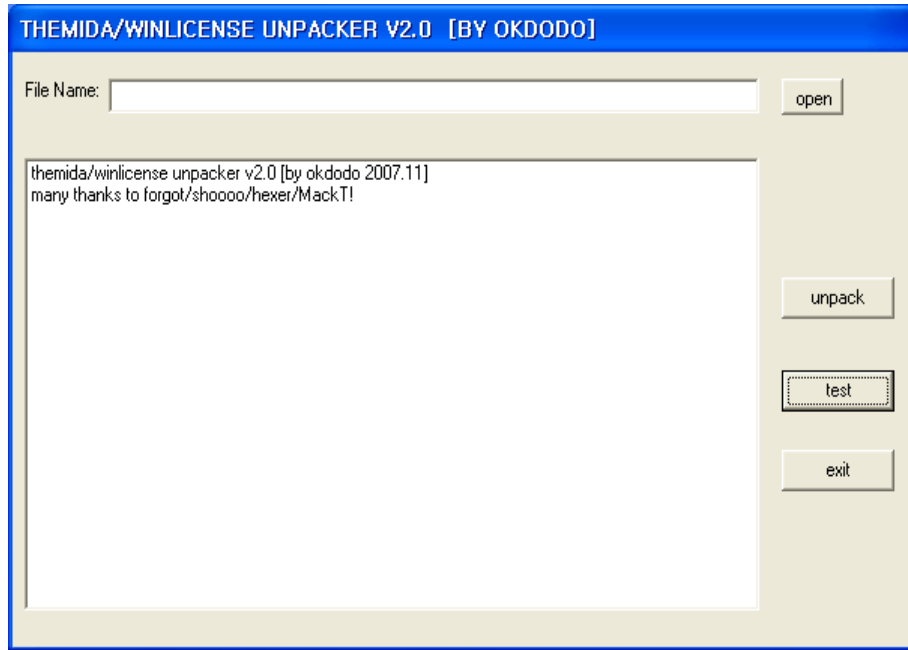 THEMIDA/WINLICENSE UNPACKER V2.0 [BY OKDODO]
File Name:
open
themida/winlicense unpacker v2.0 [by okdodo 2007.11]
many thanks to forgot/shoooo/hexer/MackT!
unpack
test
exit